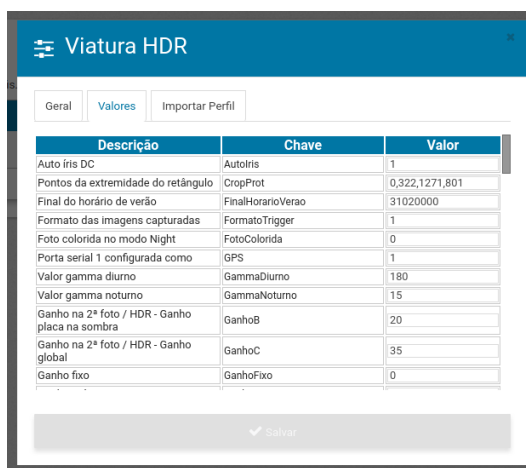 Viatura HDR
Geral Valores Importar Perfil
Descrição Chave Valor
Auto íris DC AutoIris 1
Pontos da extremidade do retângulo CropProt 0,322,1271,801
Final do horário de verão FinalHorarioVerao 31020000
Formato das imagens capturadas FormatoTrigger 1
Foto colorida no modo Night FotoColorida 0
Porta serial 1 configurada como GPS 1
Valor gamma diurno GammaDiurno 180
Valor gamma noturno GammaNoturno 15
Ganho na 2ª foto / HDR - Ganho
placa na sombra GanhoB 20
Ganho na 2ª foto / HDR - Ganho
global GanhoC 35
Ganho fixo GanhoFixo 0
Salvar